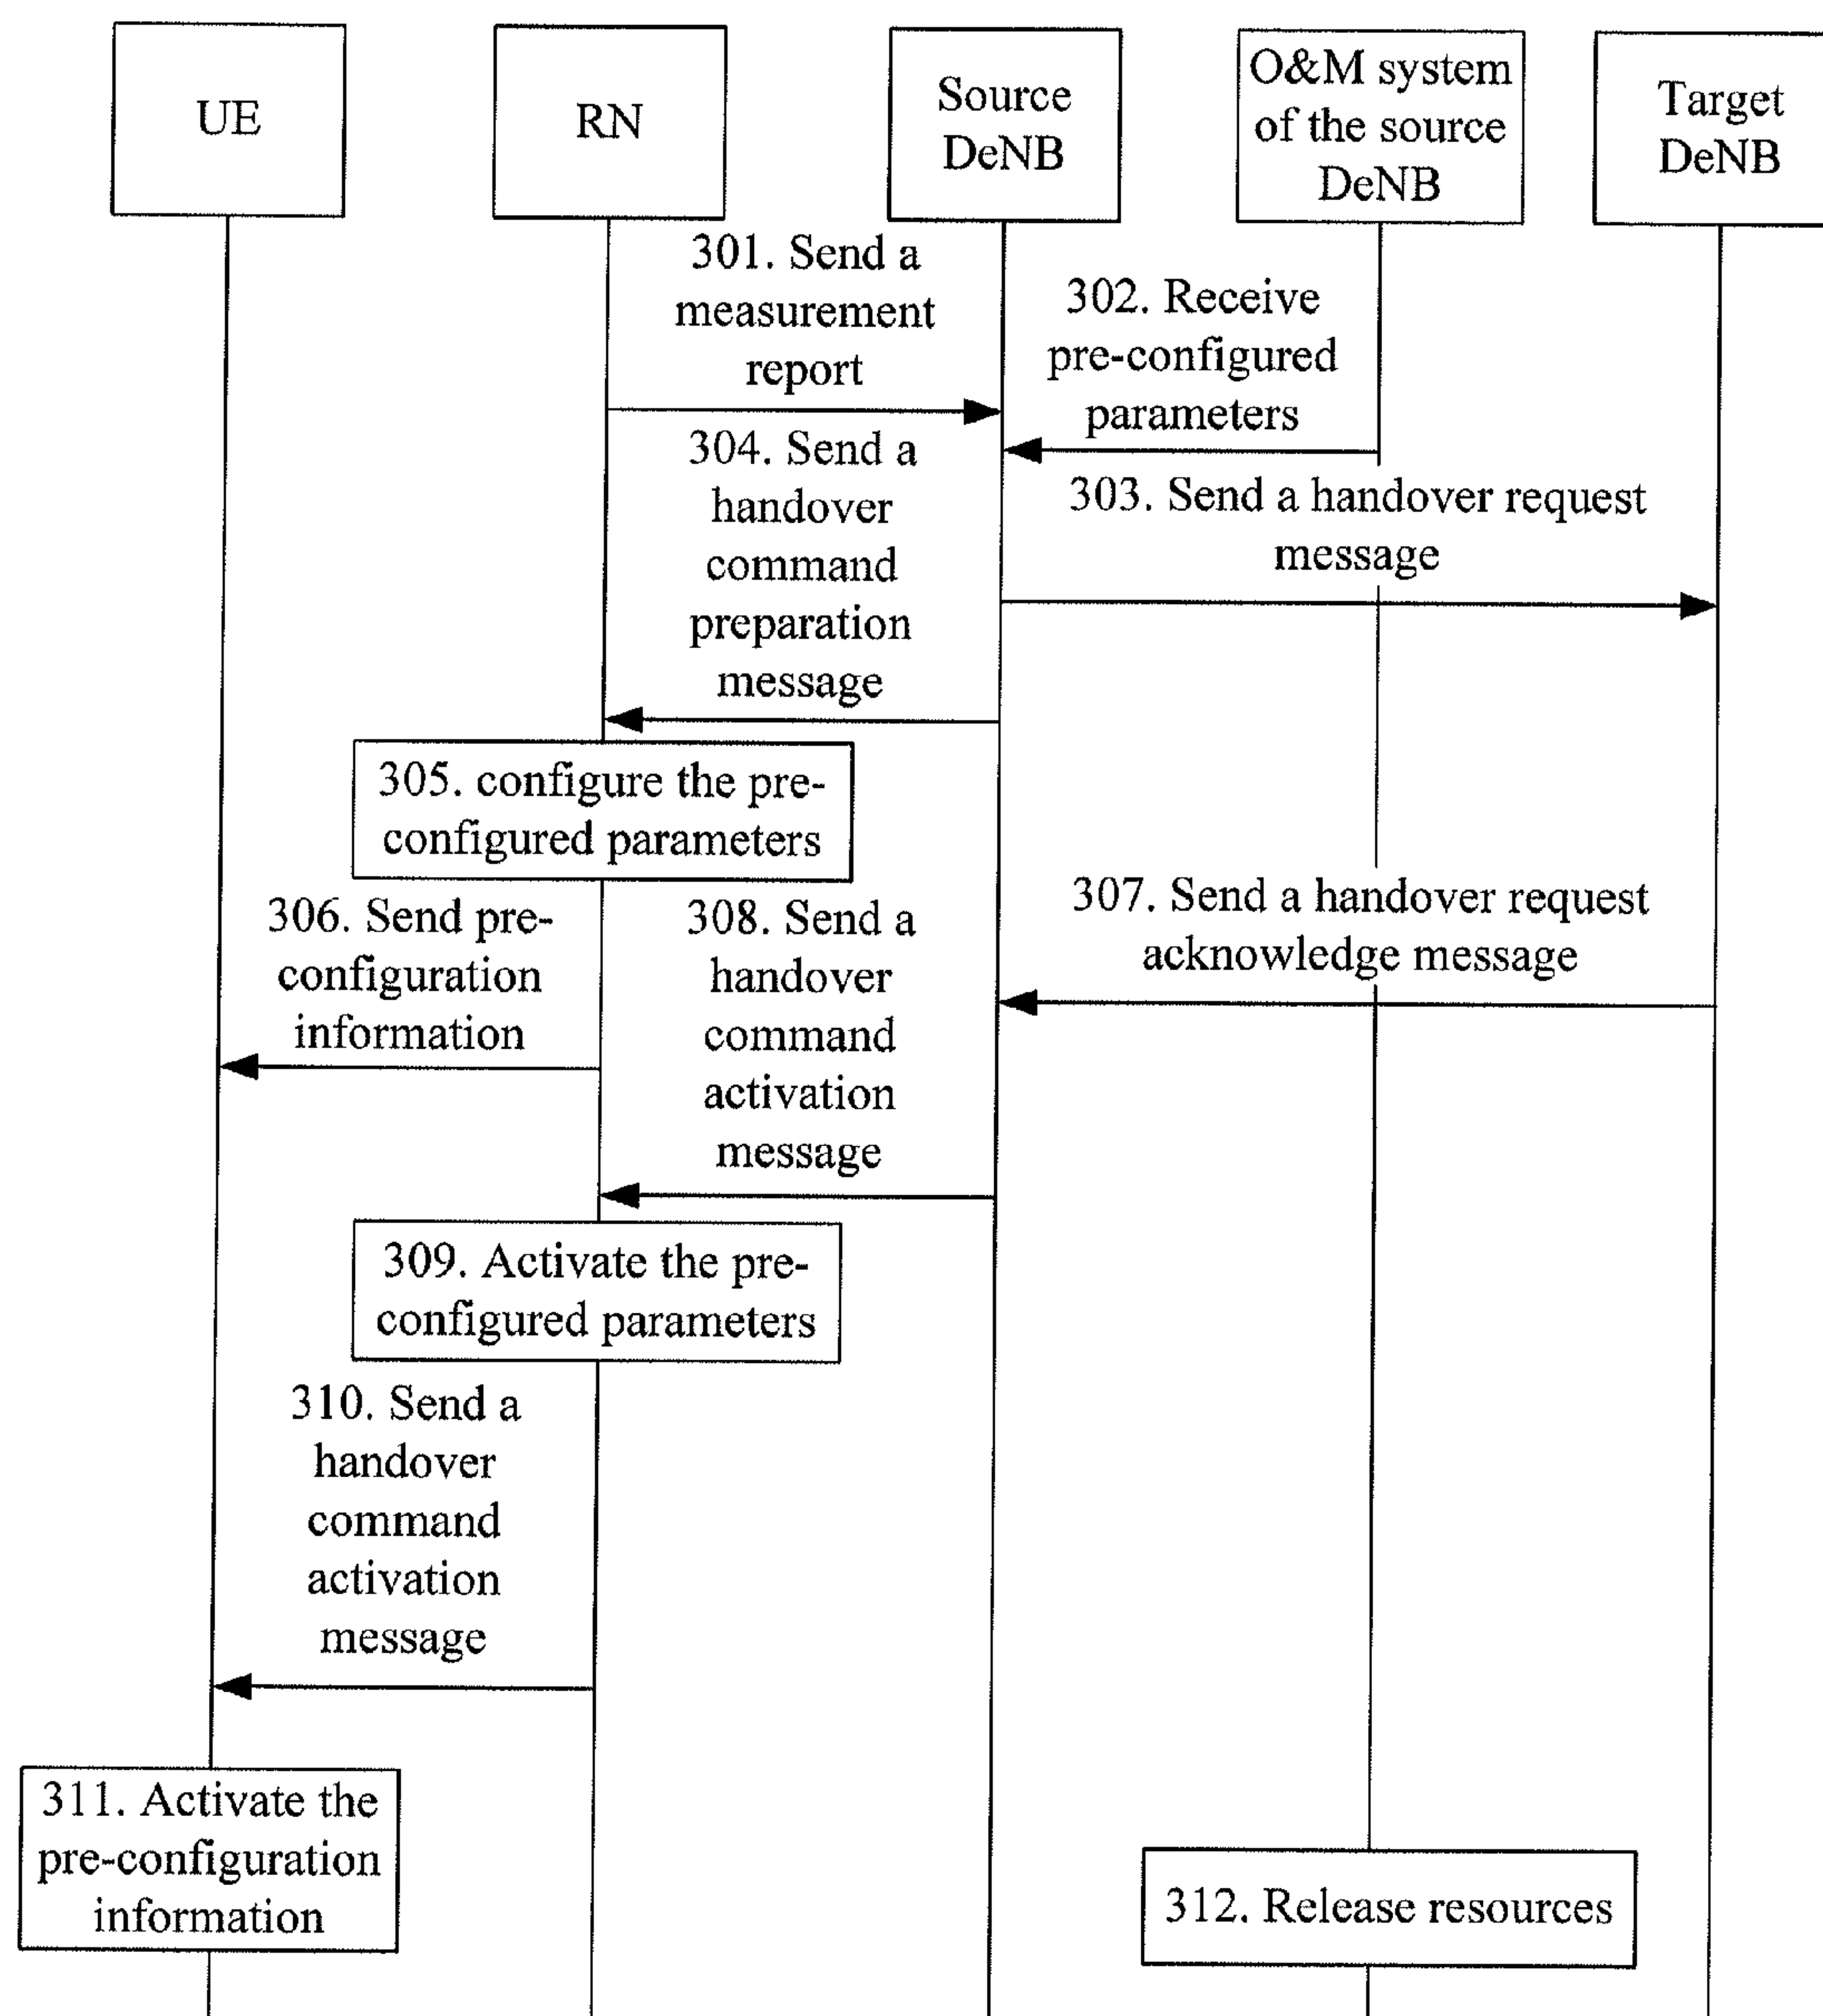 UE
RN
Source
DeNB
O&M system
of the source
DeNB
Target
DeNB
301. Send a
measurement
report
302. Receive
pre-configured
parameters
303. Send a handover request
message
304. Send a
handover
command
preparation
message
305. configure the pre-
configured parameters
306. Send pre-
configuration
information
307. Send a handover request
acknowledge message
308. Send a
handover
command
activation
message
309. Activate the pre-
configured parameters
310. Send a
handover
command
activation
message
311. Activate the
pre-configuration
information
312. Release resources